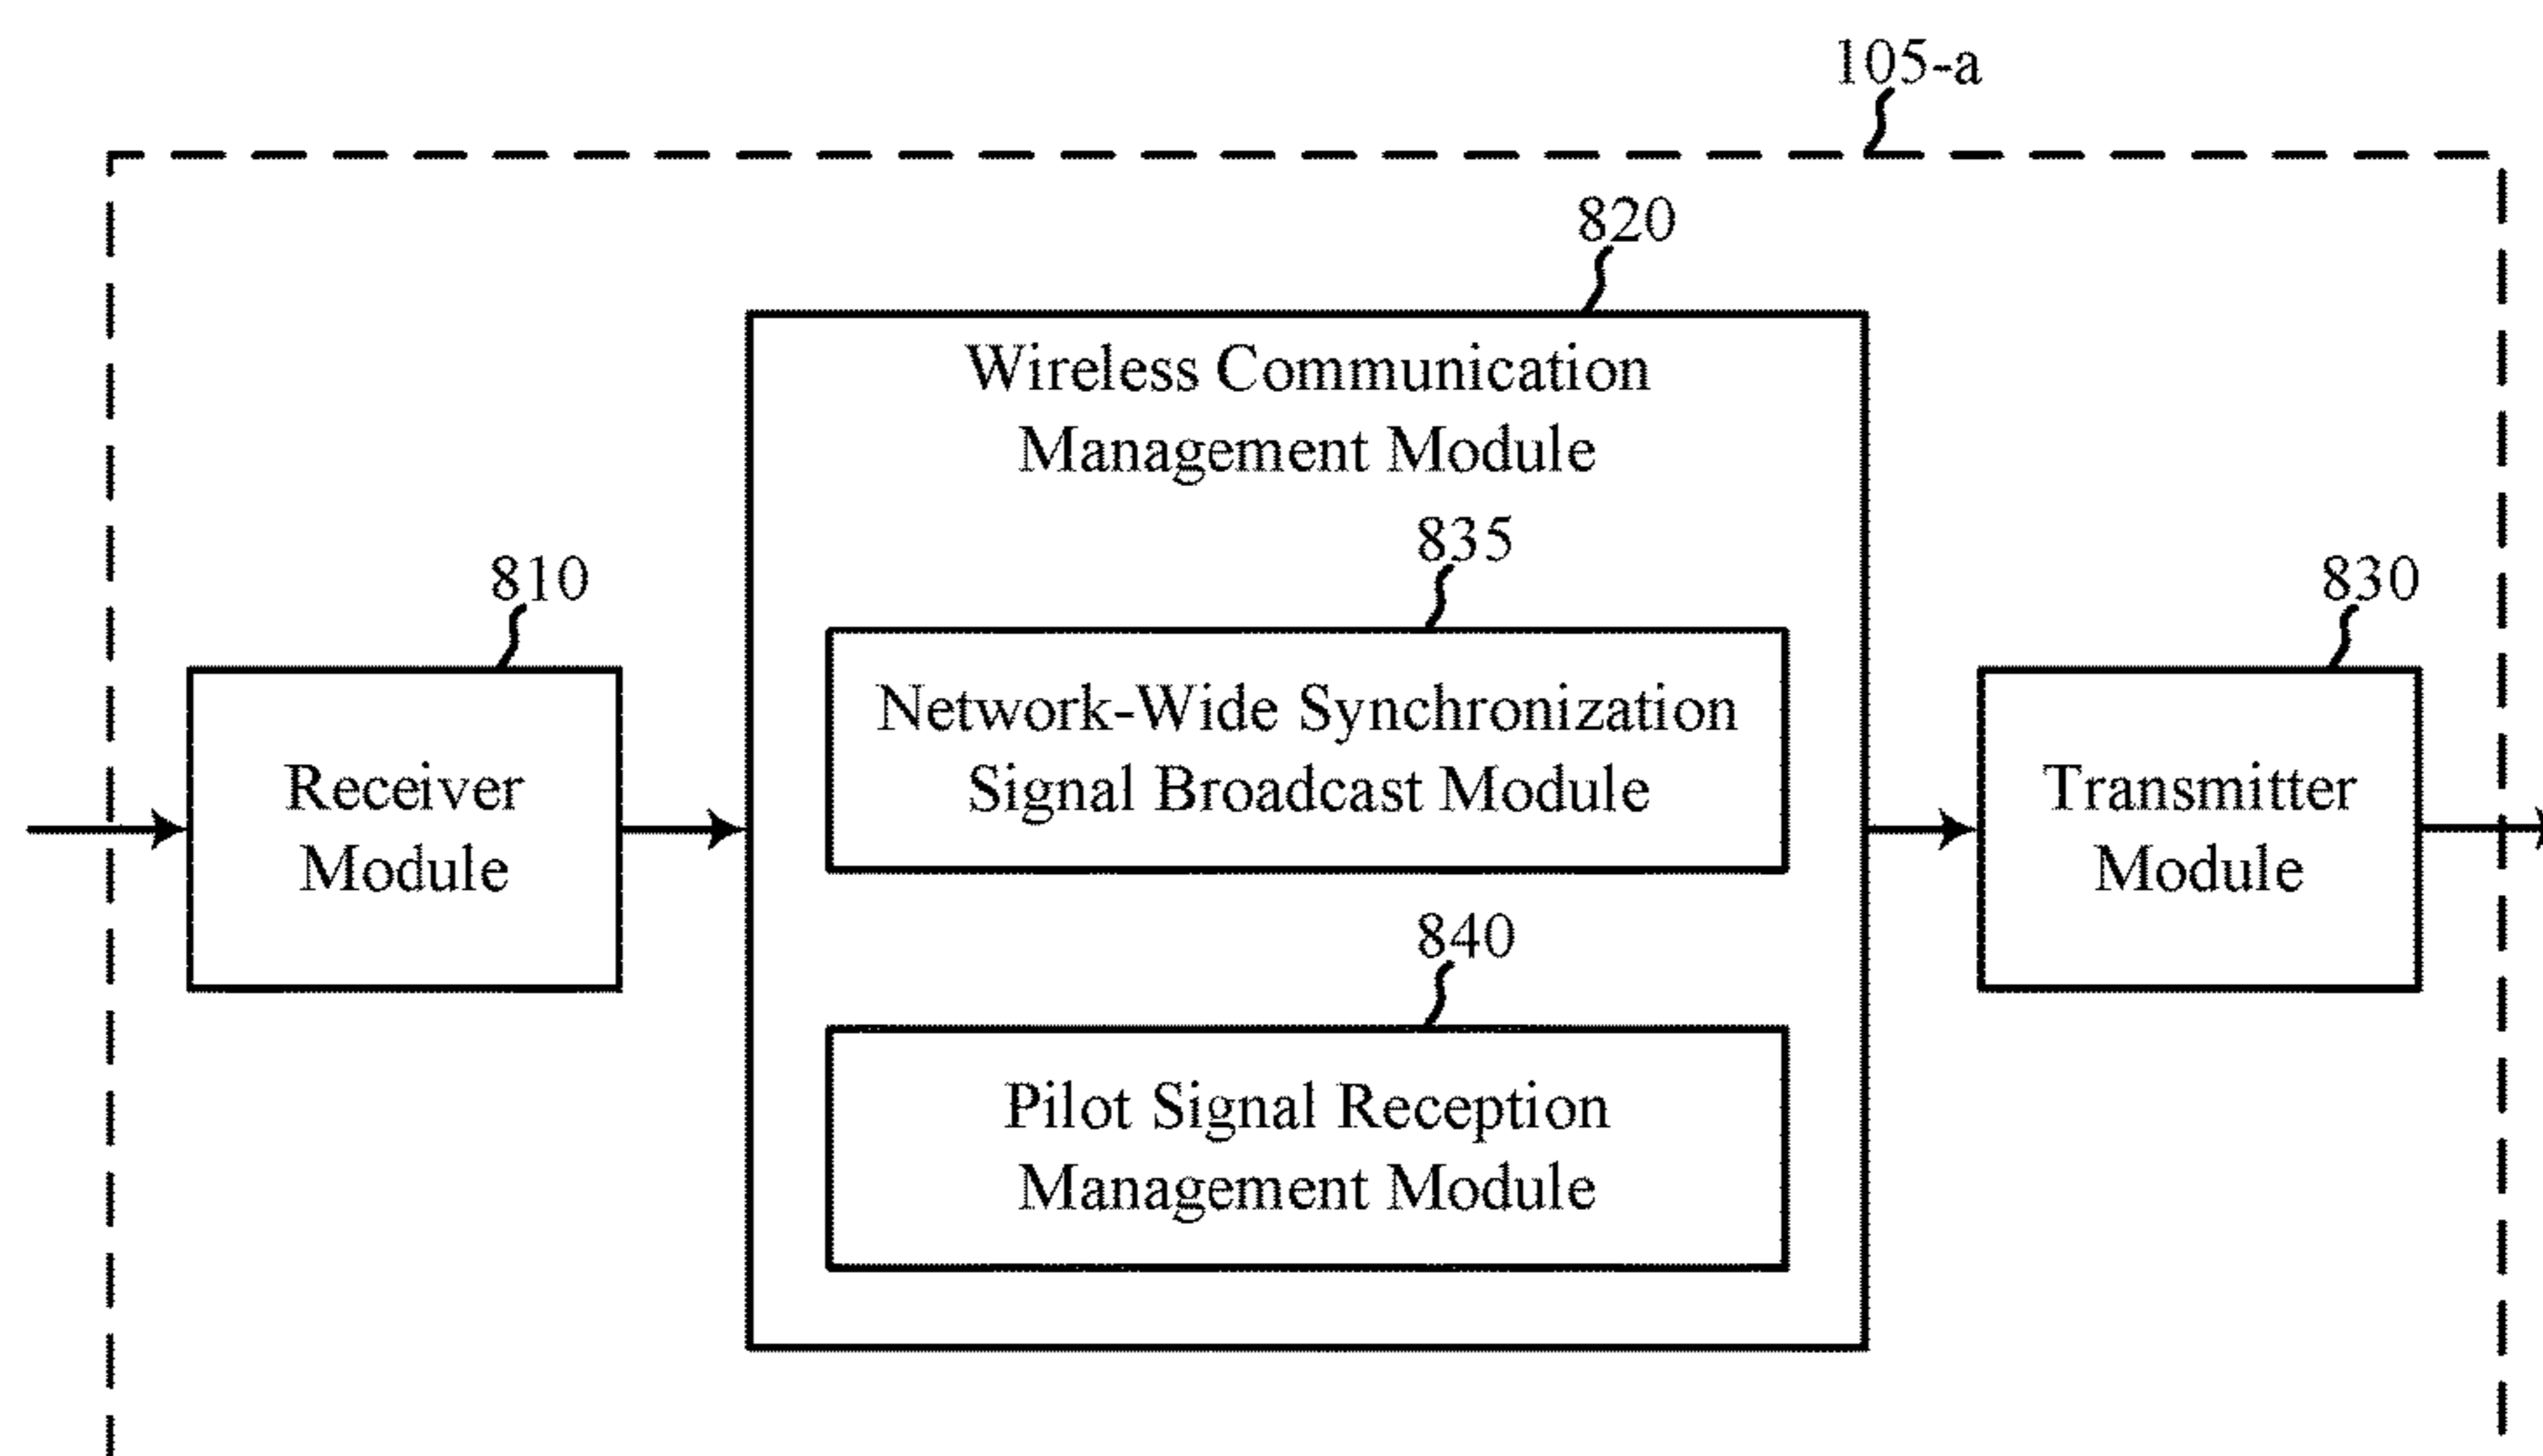 105-a
820
Wireless Communication
Management Module
835
Network-Wide Synchronization
Signal Broadcast Module
840
Pilot Signal Reception
Management Module
810
Receiver
Module
830
Transmitter
Module